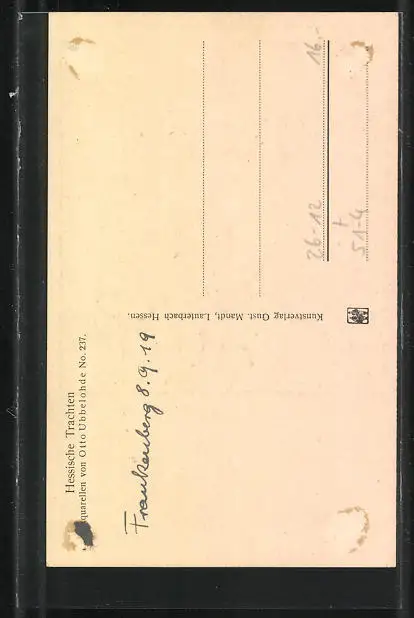 Hessische Trachten
quarellen von Otto Ubbelohde No. 237.
Frankenberg 8.9.19
Kunstverlag Gust. Mandt, Lauterbach Hessen.
16,-
26-12
+
51-4